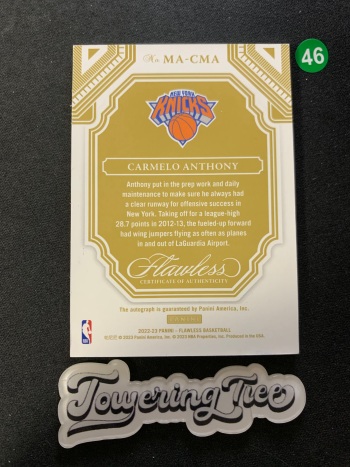 No. MA-CMA
46
NEW YORK
KNICKS
CARMELO ANTHONY
Anthony put in the prep work and daily
maintenance to make sure he always had
a clear runway for offensive success in
New York. Taking off for a league-high
28.7 points in 2012-13, the fueled-up forward
had wing jumpers flying as often as planes
in and out of LaGuardia Airport.
Flawless
CERTIFICATE OF AUTHENTICITY
The autograph is guaranteed by Panini America, Inc.
PANINI
2022-23 PANINI - FLAWLESS BASKETBALL
© 2023 Panini America, Inc. © 2023 NBA Properties, Inc. Produced in the USA.
NBA
Towering Tree